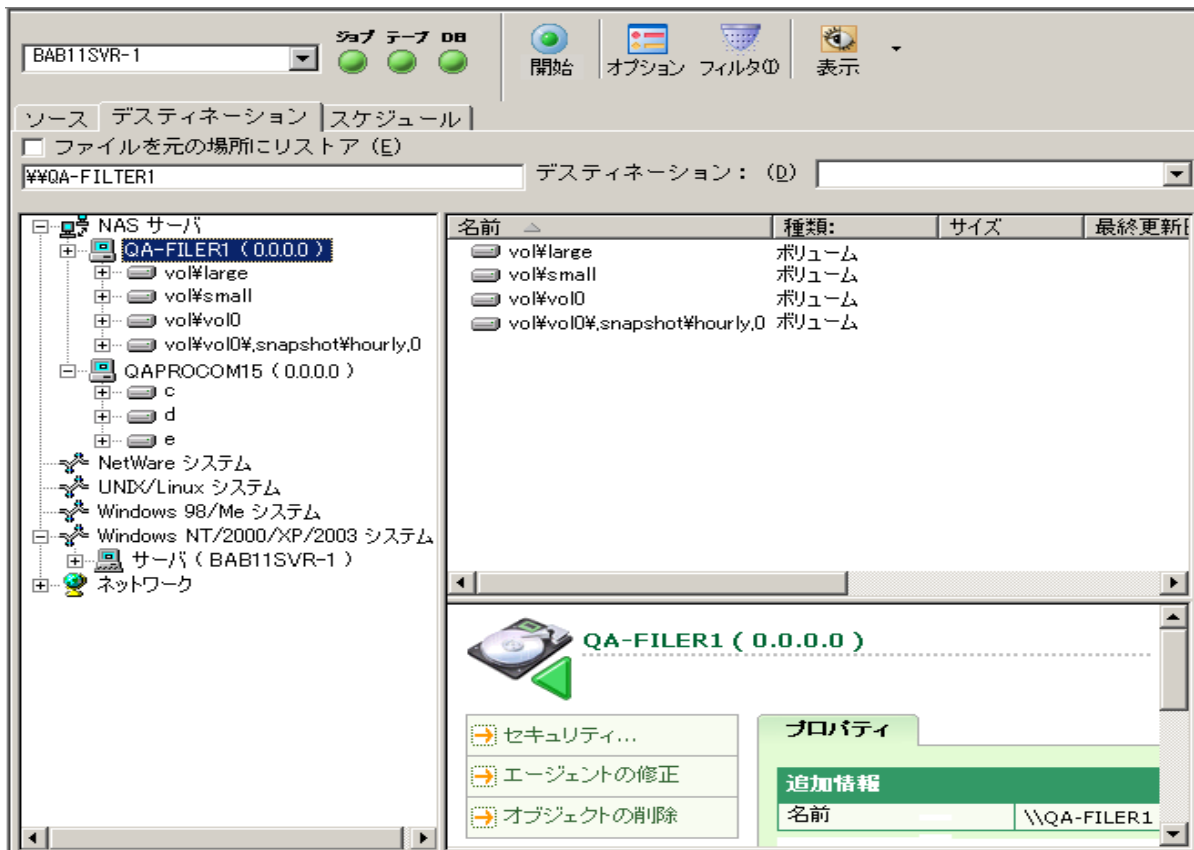 BAB11SVR-1
ジョブ テープ DB
開始 オプション フィルタ(I) 表示
ソース デスティネーション スケジュール
ファイルを元の場所にリストア (E)
¥¥QA-FILTER1 デスティネーション: (D)
NAS サーバ
QA-FILER1 ( 0.0.0.0 )
vol¥large
vol¥small
vol¥vol0
vol¥vol0¥,snapshot¥hourly,0
QAPROCOM15 ( 0.0.0.0 )
c
d
e
NetWare システム
UNIX/Linux システム
Windows 98/Me システム
Windows NT/2000/XP/2003 システム
サーバ ( BAB11SVR-1 )
ネットワーク
名前 種類: サイズ 最終更新
vol¥large ボリューム
vol¥small ボリューム
vol¥vol0 ボリューム
vol¥vol0¥,snapshot¥hourly,0 ボリューム
QA-FILER1 ( 0.0.0.0 )
セキュリティ...
エージェントの修正
オブジェクトの削除
プロパティ
追加情報
名前 \\QA-FILER1